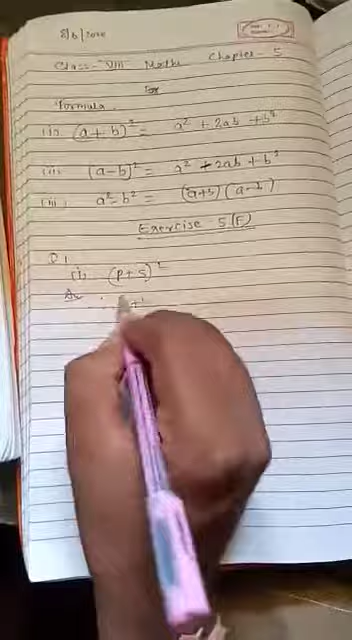 Class - VIII Maths Chapter - 5
Formula
(i) (a+b)² = a² + 2ab + b²
(ii) (a-b)² = a² + 2ab + b²
(iii) a²-b² = (a+b) (a-b)
Exercise - 5(F)
Q1
(i) (p+5)²